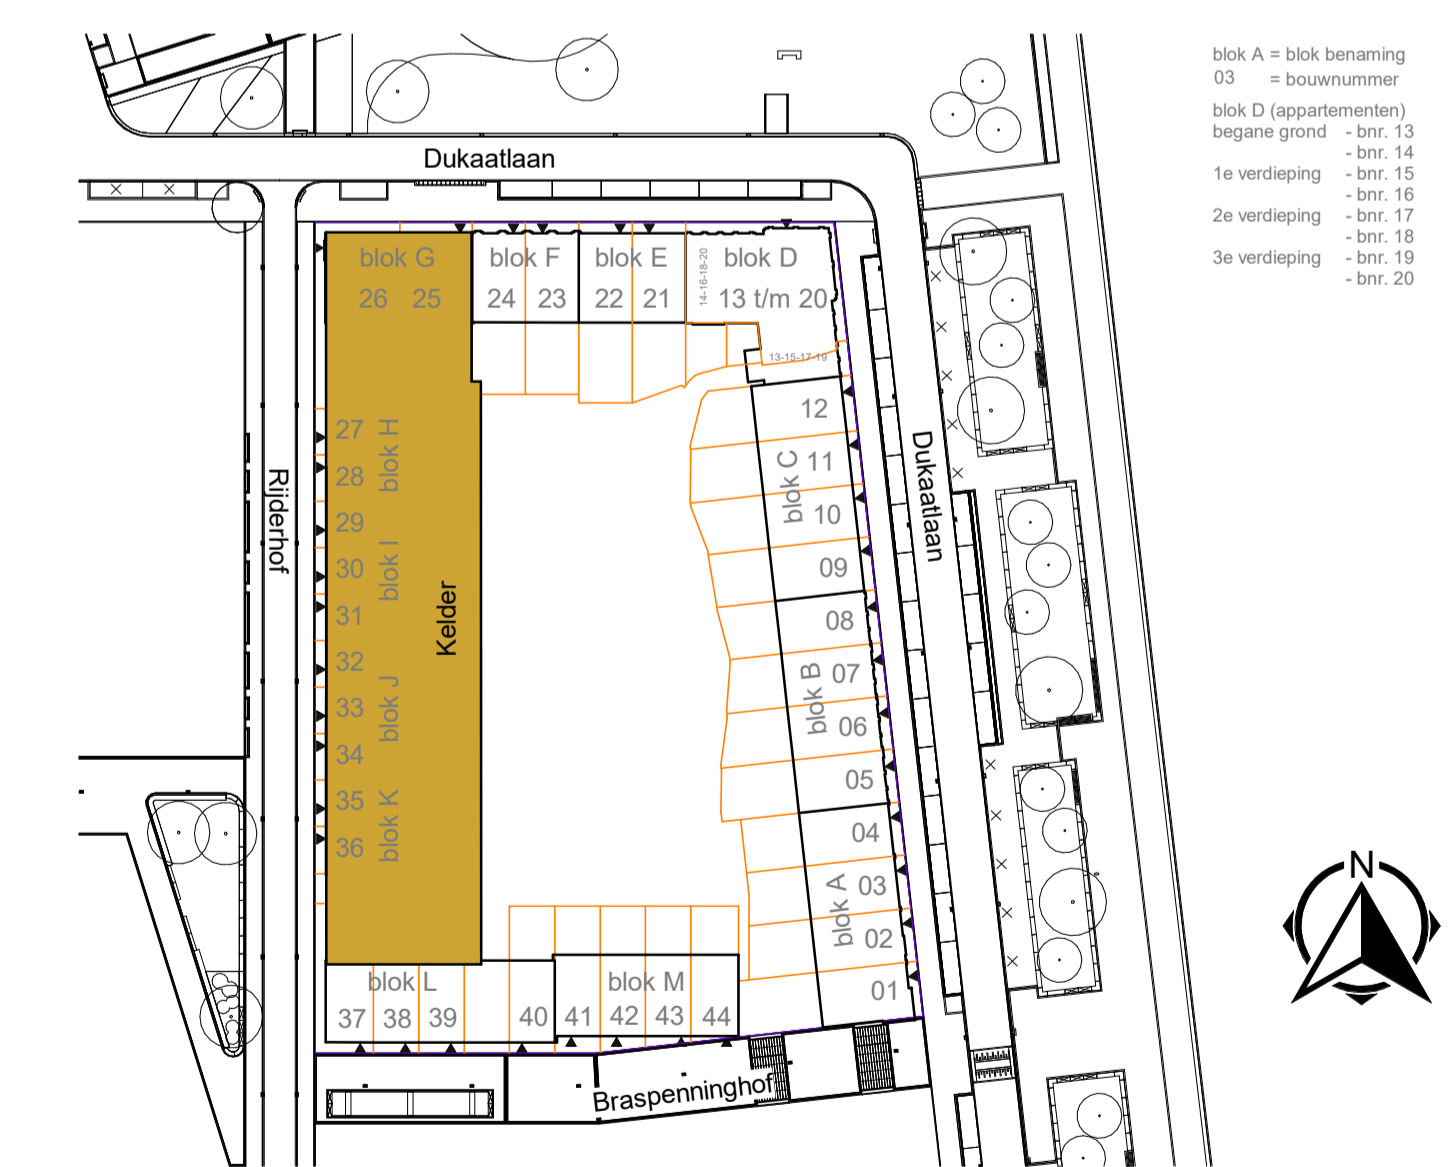 blok A = blok benaming
03 = bouwnummer
blok D (appartementen)
begane grond - bnr. 13
- bnr. 14
1e verdieping - bnr. 15
- bnr. 16
2e verdieping - bnr. 17
- bnr. 18
3e verdieping - bnr. 19
- bnr. 20
Dukaatlaan
blok G
26 25
blok F
24 23
blok E
22 21
14-16-18-20
blok D
13 t/m 20
13-15-17-19
12
11
10
09
blok C
08
07
06
05
blok B
04
03
02
01
blok A
Dukaatlaan
Rijderhof
27
28
blok H
29
30
31
blok I
32
33
34
blok J
35
36
blok K
Kelder
blok L
37 38 39 40
blok M
41 42 43 44
Braspenninghof
N